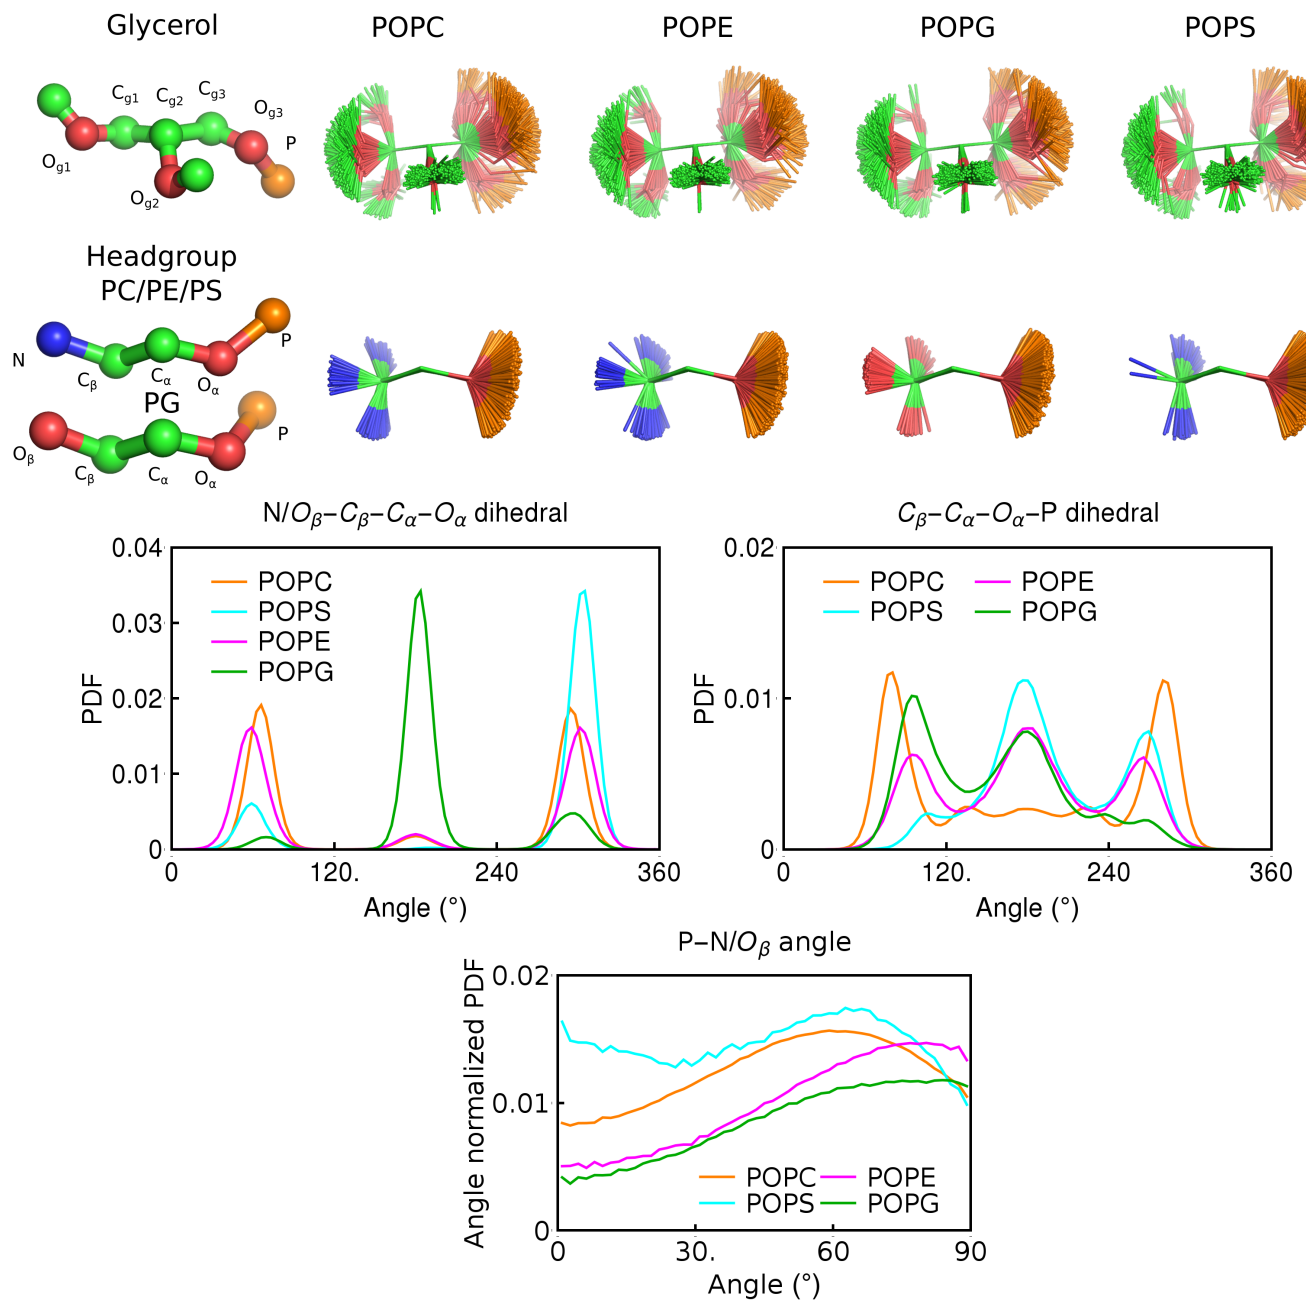 Glycerol POPC POPE POPG POPS
Cg1 Cg2 Cg3
Og3
P
Og1
Og2
Headgroup
PC/PE/PS
N
Cβ Cα Oα P
PG
Oβ
Cβ Cα Oα P
N/Oβ–Cβ–Cα–Oα dihedral
0.04
0.03
0.02
0.01
0
PDF
POPC
POPS
POPE
POPG
0 120. 240 360
Angle (°)
Cβ–Cα–Oα–P dihedral
0.02
0.01
0
PDF
POPC POPE
POPS POPG
0 120. 240 360
Angle (°)
P–N/Oβ angle
0.02
0.01
0
Angle normalized PDF
POPC POPE
POPS POPG
0 30. 60 90
Angle (°)